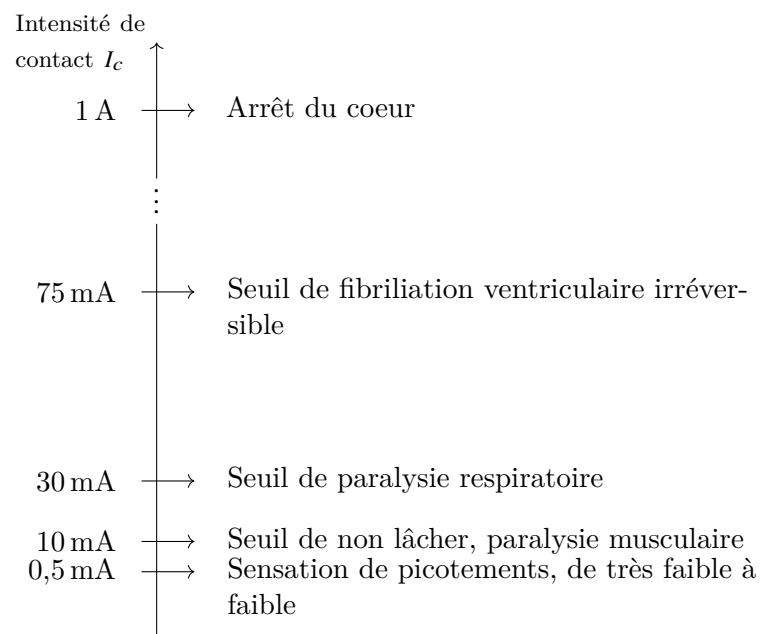 Intensité de
contact I_c
1 A Arrêt du coeur
⋮
75 mA Seuil de fibriliation ventriculaire irréver-
sible
30 mA Seuil de paralysie respiratoire
10 mA Seuil de non lâcher, paralysie musculaire
0,5 mA Sensation de picotements, de très faible à
faible